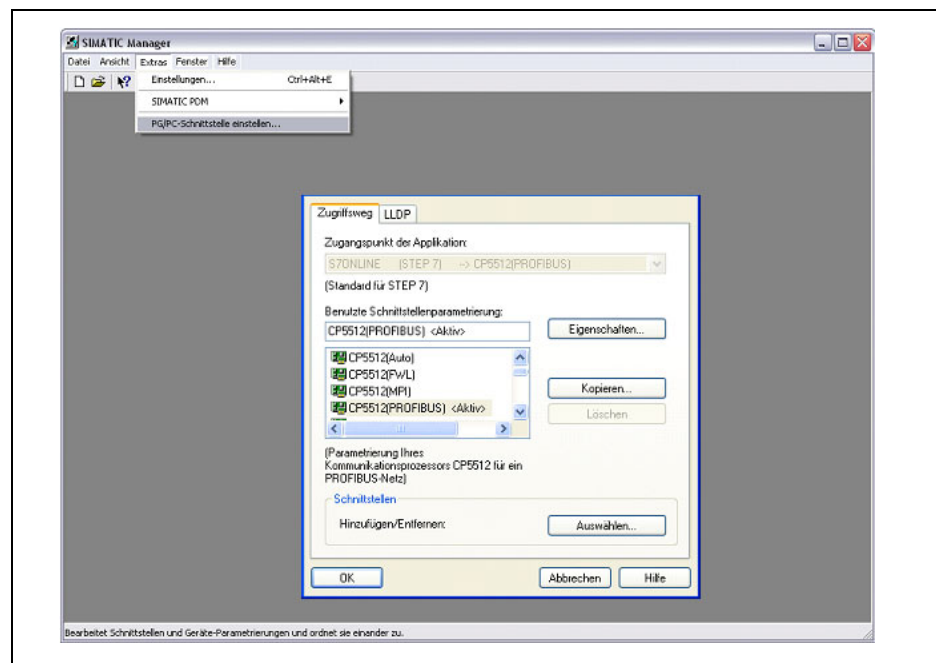 SIMATIC Manager
Datei Ansicht Extras Fenster Hilfe
Einstellungen... Ctrl+Alt+E
SIMATIC PDM
PG/PC-Schnittstelle einstellen...
Zugriffsweg LLDP
Zugangspunkt der Applikation:
S7ONLINE (STEP 7) --> CP5512(PROFIBUS)
(Standard für STEP 7)
Benutzte Schnittstellenparametrierung:
CP5512(PROFIBUS) <Aktiv> Eigenschaften...
CP5512(Auto)
CP5512(FWL)
CP5512(MPI) Kopieren...
CP5512(PROFIBUS) <Aktiv>
Löschen
(Parametrierung Ihres
Kommunikationsprozessors CP5512 für ein
PROFIBUS-Netz)
Schnittstellen
Hinzufügen/Entfernen: Auswählen...
OK Abbrechen Hilfe
Bearbeitet Schnittstellen und Geräte-Parametrierungen und ordnet sie einander zu.